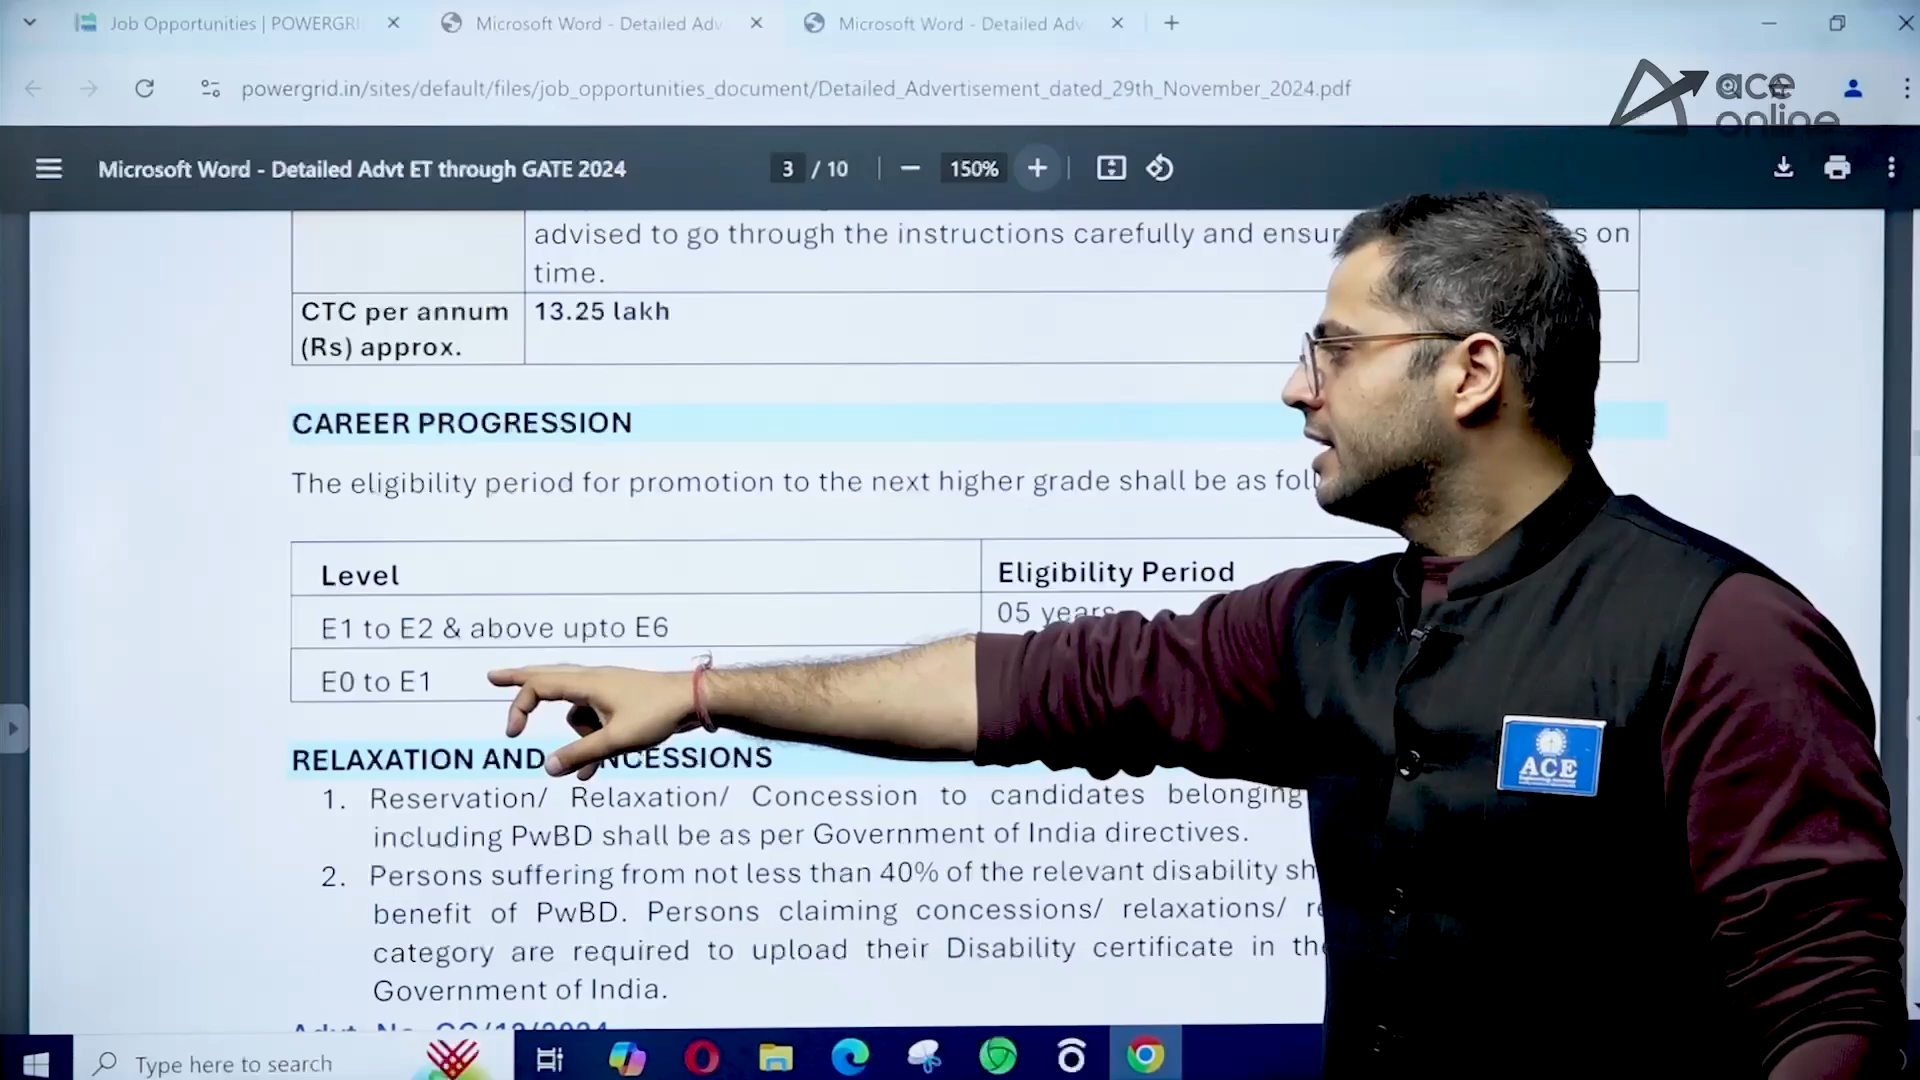 Job Opportunities | POWERGRI
Microsoft Word - Detailed Adv
Microsoft Word - Detailed Adv
powergrid.in/sites/default/files/job_opportunities_document/Detailed_Advertisement_dated_29th_November_2024.pdf
ace
online
Microsoft Word - Detailed Advt ET through GATE 2024
3 / 10
150%
advised to go through the instructions carefully and ensur s on
time.
CTC per annum 13.25 lakh
(Rs) approx.
CAREER PROGRESSION
The eligibility period for promotion to the next higher grade shall be as foll
Level Eligibility Period
E1 to E2 & above upto E6 05 years
E0 to E1
RELAXATION AND NCESSIONS
1. Reservation/ Relaxation/ Concession to candidates belonging
including PwBD shall be as per Government of India directives.
2. Persons suffering from not less than 40% of the relevant disability sh
benefit of PwBD. Persons claiming concessions/ relaxations/ re
category are required to upload their Disability certificate in the
Government of India.
ACE
Type here to search